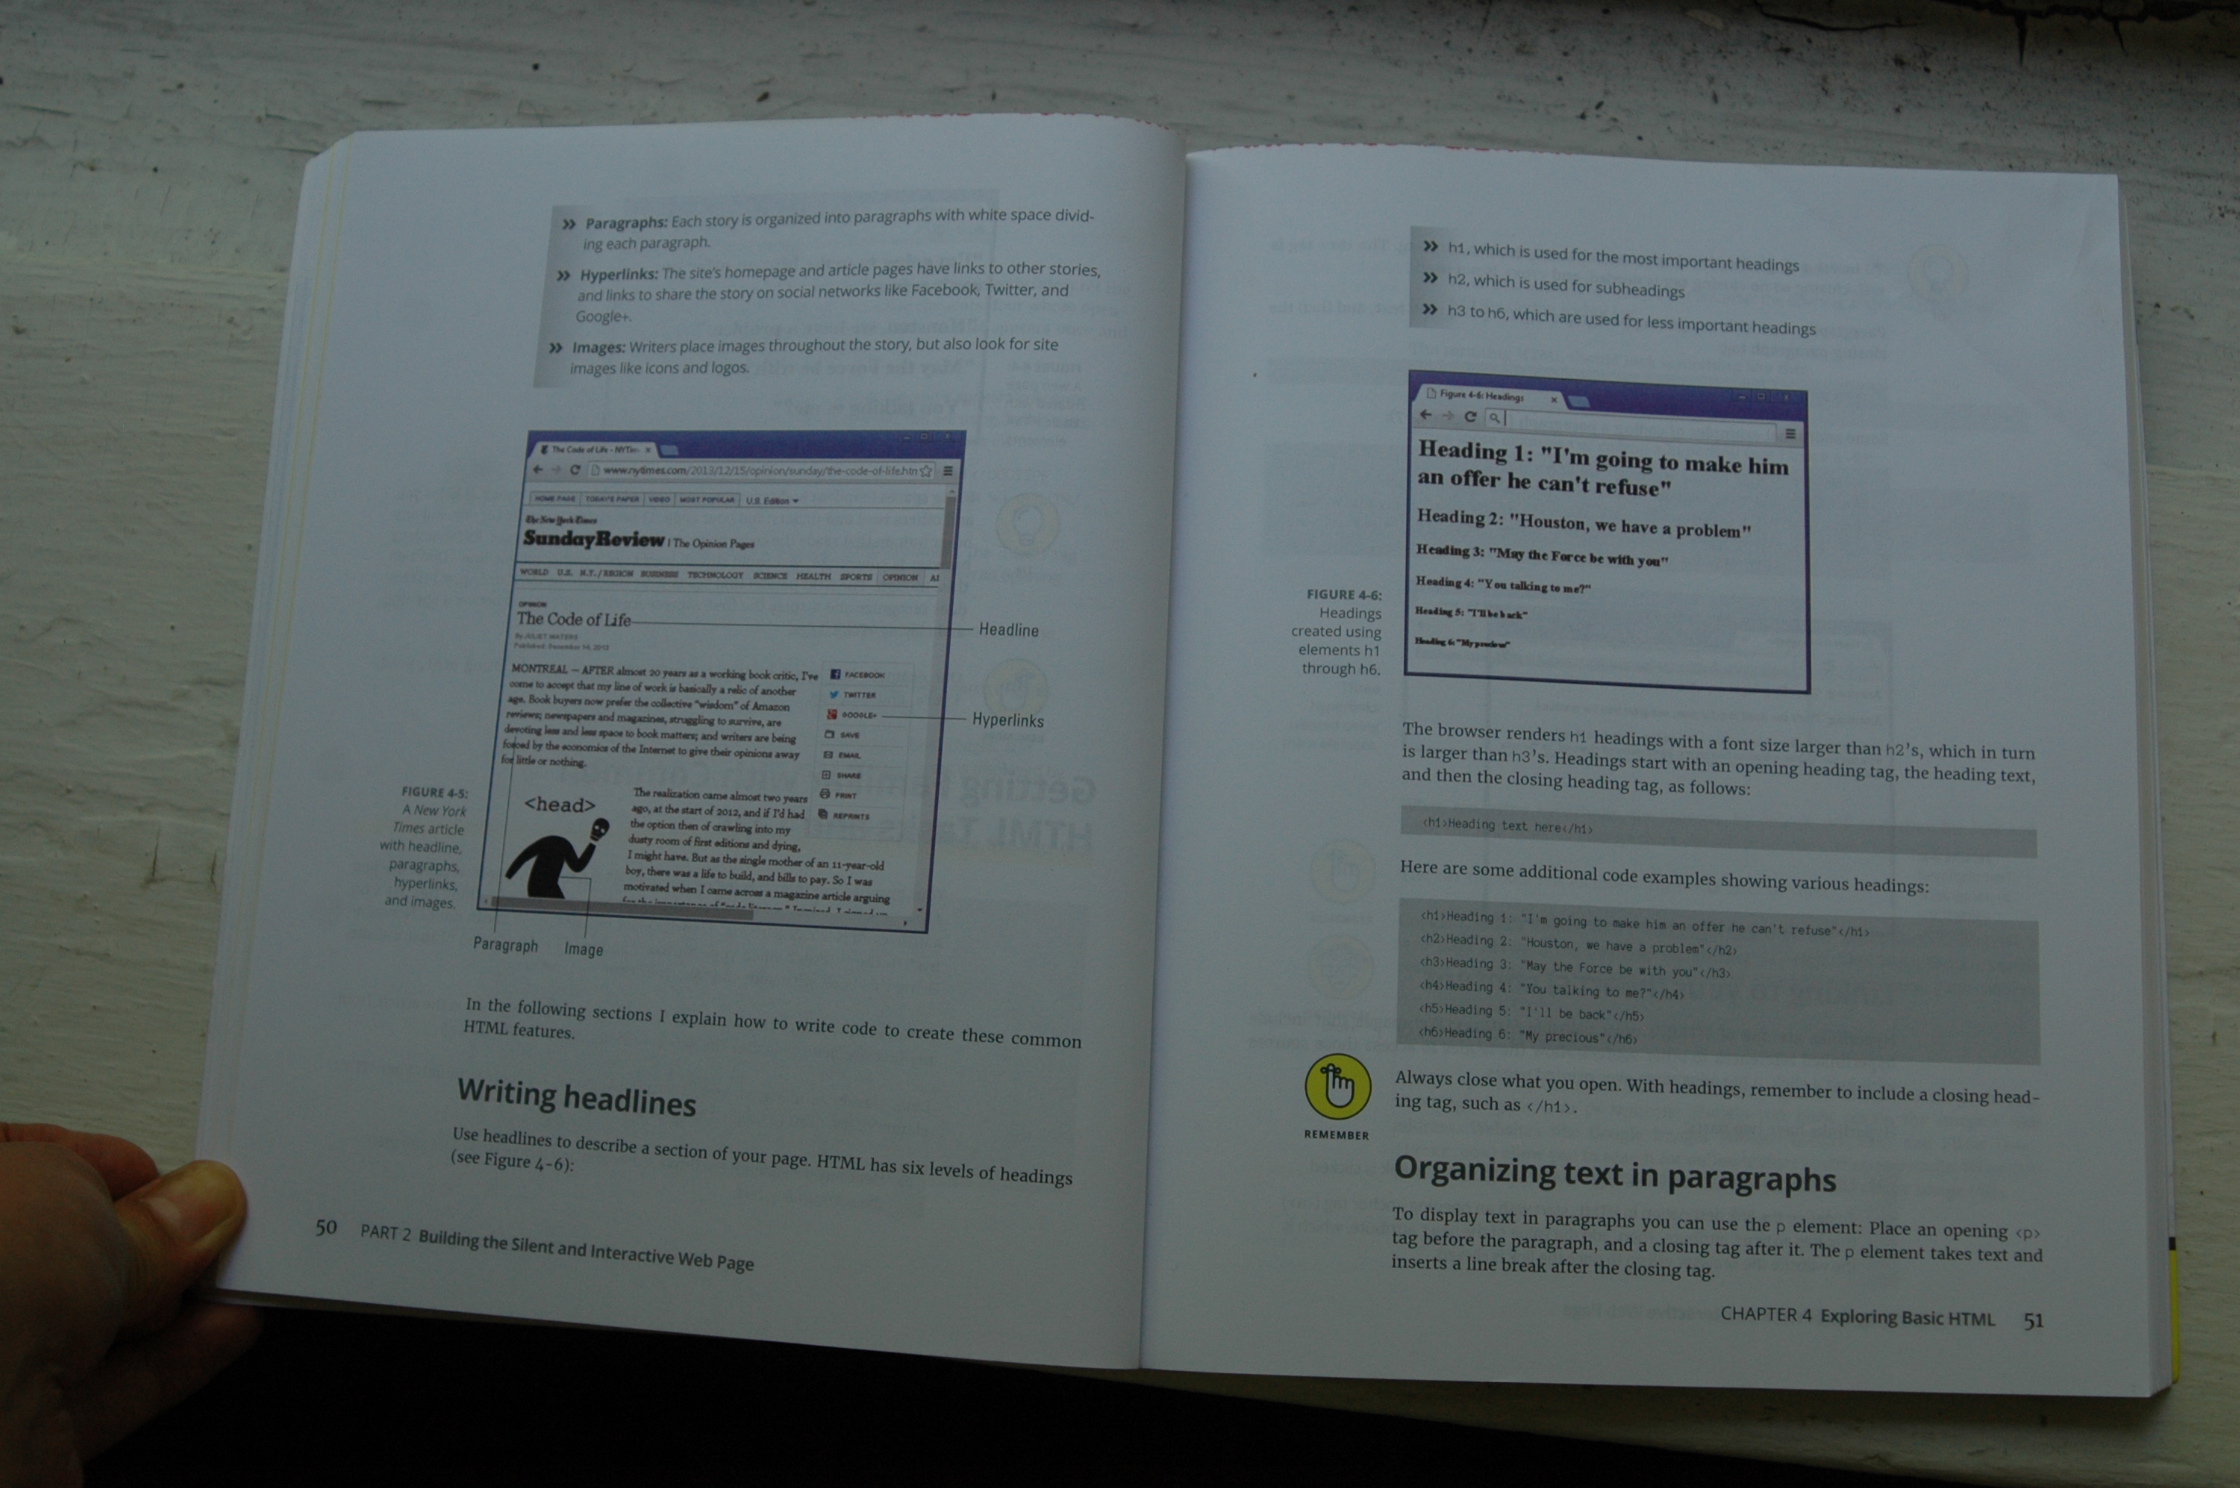 » Paragraphs: Each story is organized into paragraphs with white space divid-
ing each paragraph.
» Hyperlinks: The site's homepage and article pages have links to other stories,
and links to share the story on social networks like Facebook, Twitter, and
Google+.
» Images: Writers place images throughout the story, but also look for site
images like icons and logos.
The Code of Life - NYTim ×
www.nytimes.com/2013/12/15/opinion/sunday/the-code-of-life.htm
HOME PAGE TODAY'S PAPER VIDEO MOST POPULAR U.S. Edition ▾
The New York Times
SundayReview | The Opinion Pages
WORLD U.S. N.Y. / REGION BUSINESS TECHNOLOGY SCIENCE HEALTH SPORTS OPINION
OPINION
The Code of Life
By JULIET WATERS
Published: December 14, 2013
MONTREAL — AFTER almost 20 years as a working book critic, I've
come to accept that my line of work is basically a relic of another
age. Book buyers now prefer the collective "wisdom" of Amazon
reviews; newspapers and magazines, struggling to survive, are
devoting less and less space to book matters; and writers are being
forced by the economics of the Internet to give their opinions away
for little or nothing.
FACEBOOK
TWITTER
GOOGLE+
SAVE
EMAIL
SHARE
PRINT
REPRINTS
<head>
The realization came almost two years
ago, at the start of 2012, and if I'd had
the option then of crawling into my
dusty room of first editions and dying,
I might have. But as the single mother of an 11-year-old
boy, there was a life to build, and bills to pay. So I was
motivated when I came across a magazine article arguing
Headline
Hyperlinks
Paragraph
Image
FIGURE 4-5:
A New York
Times article
with headline,
paragraphs,
hyperlinks,
and images.
In the following sections I explain how to write code to create these common
HTML features.
Writing headlines
Use headlines to describe a section of your page. HTML has six levels of headings
(see Figure 4-6):
50 PART 2 Building the Silent and Interactive Web Page
» h1, which is used for the most important headings
» h2, which is used for subheadings
» h3 to h6, which are used for less important headings
Figure 4-6: Headings ×
Heading 1: "I'm going to make him
an offer he can't refuse"
Heading 2: "Houston, we have a problem"
Heading 3: "May the Force be with you"
Heading 4: "You talking to me?"
Heading 5: "I'll be back"
Heading 6: "My precious"
FIGURE 4-6:
Headings
created using
elements h1
through h6.
The browser renders h1 headings with a font size larger than h2's, which in turn
is larger than h3's. Headings start with an opening heading tag, the heading text,
and then the closing heading tag, as follows:
<h1>Heading text here</h1>
Here are some additional code examples showing various headings:
<h1>Heading 1: "I'm going to make him an offer he can't refuse"</h1>
<h2>Heading 2: "Houston, we have a problem"</h2>
<h3>Heading 3: "May the Force be with you"</h3>
<h4>Heading 4: "You talking to me?"</h4>
<h5>Heading 5: "I'll be back"</h5>
<h6>Heading 6: "My precious"</h6>
REMEMBER
Always close what you open. With headings, remember to include a closing head-
ing tag, such as </h1>.
Organizing text in paragraphs
To display text in paragraphs you can use the p element: Place an opening <p>
tag before the paragraph, and a closing tag after it. The p element takes text and
inserts a line break after the closing tag.
CHAPTER 4 Exploring Basic HTML 51